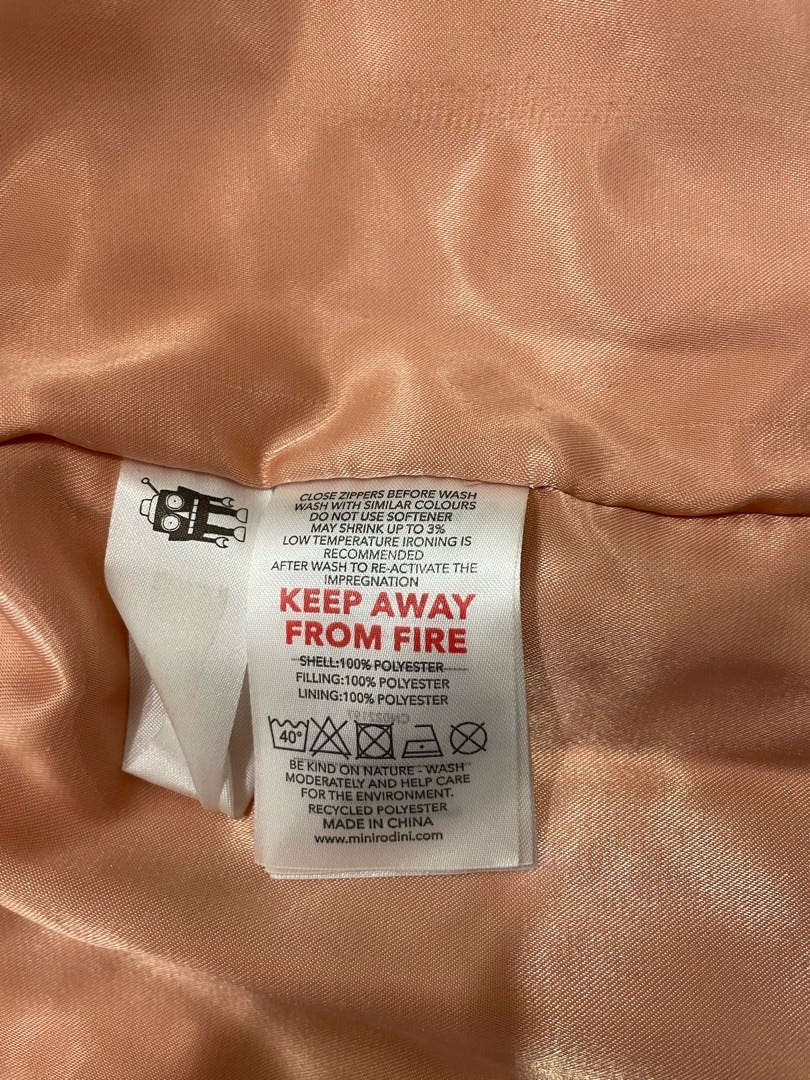 CLOSE ZIPPERS BEFORE WASH
WASH WITH SIMILAR COLOURS
DO NOT USE SOFTENER
MAY SHRINK UP TO 3%
LOW TEMPERATURE IRONING IS
RECOMMENDED
AFTER WASH TO RE-ACTIVATE THE
IMPREGNATION
KEEP AWAY
FROM FIRE
SHELL:100% POLYESTER
FILLING:100% POLYESTER
LINING:100% POLYESTER
40°
BE KIND ON NATURE - WASH
MODERATELY AND HELP CARE
FOR THE ENVIRONMENT.
RECYCLED POLYESTER
MADE IN CHINA
www.minirodini.com